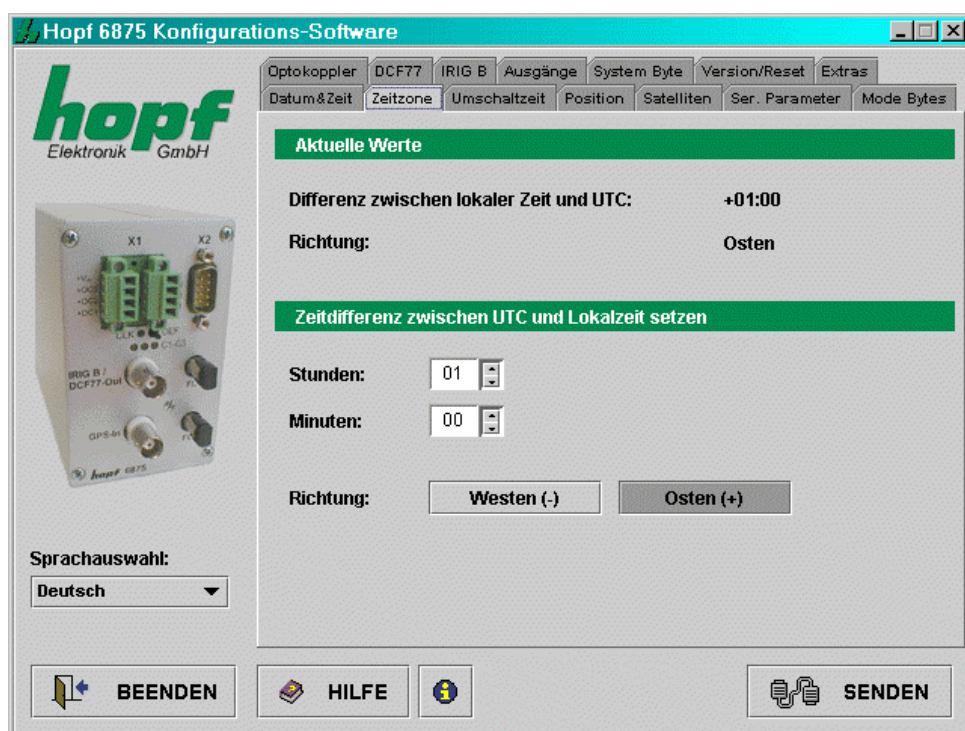 Hopf 6875 Konfigurations-Software
hopf
Elektronik GmbH
Optokoppler DCF77 IRIG B Ausgänge System Byte Version/Reset Extras
Datum&Zeit Zeitzone Umschaltzeit Position Satelliten Ser. Parameter Mode Bytes
Aktuelle Werte
Differenz zwischen lokaler Zeit und UTC: +01:00
Richtung: Osten
Zeitdifferenz zwischen UTC und Lokalzeit setzen
Stunden: 01
Minuten: 00
Richtung: Westen (-) Osten (+)
X1 X2
IRIG B /
DCF77-Out
GPS-In
hopf 6875
Sprachauswahl:
Deutsch
BEENDEN HILFE SENDEN